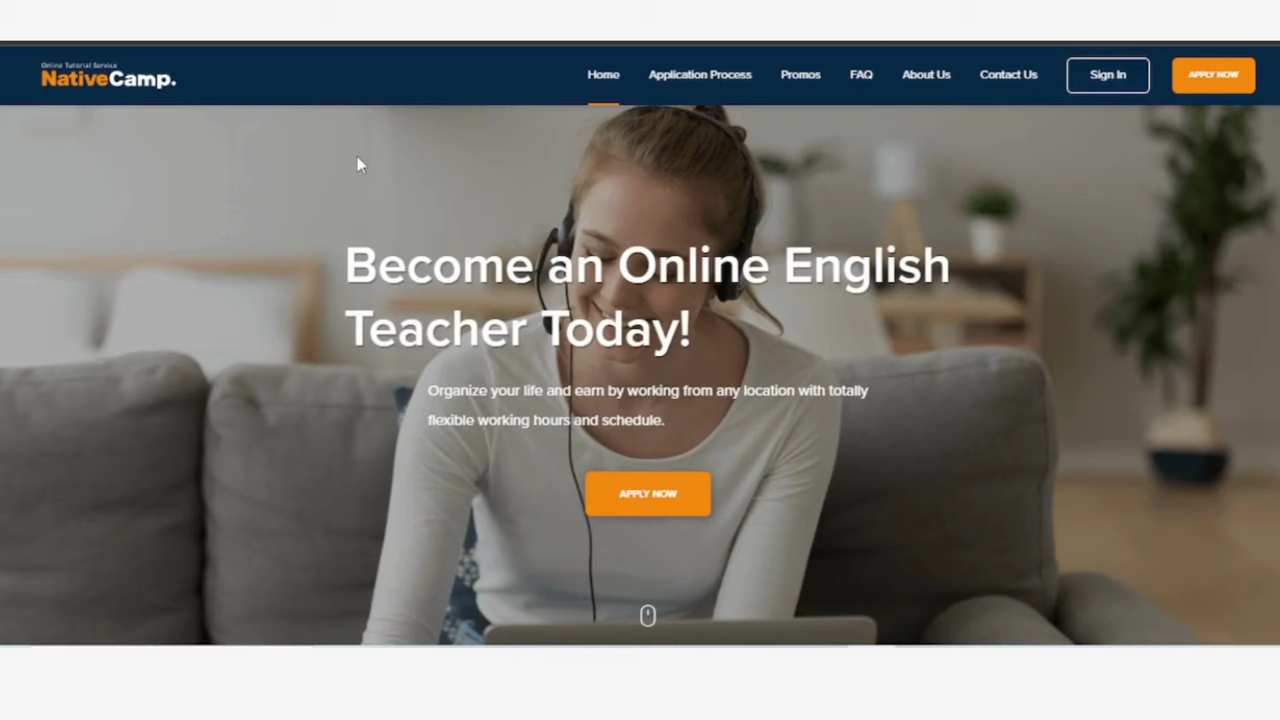 Online Tutorial Service
NativeCamp.
Home
Application Process
Promos
FAQ
About Us
Contact Us
Sign In
APPLY NOW
Become an Online English
Teacher Today!
Organize your life and earn by working from any location with totally
flexible working hours and schedule.
APPLY NOW